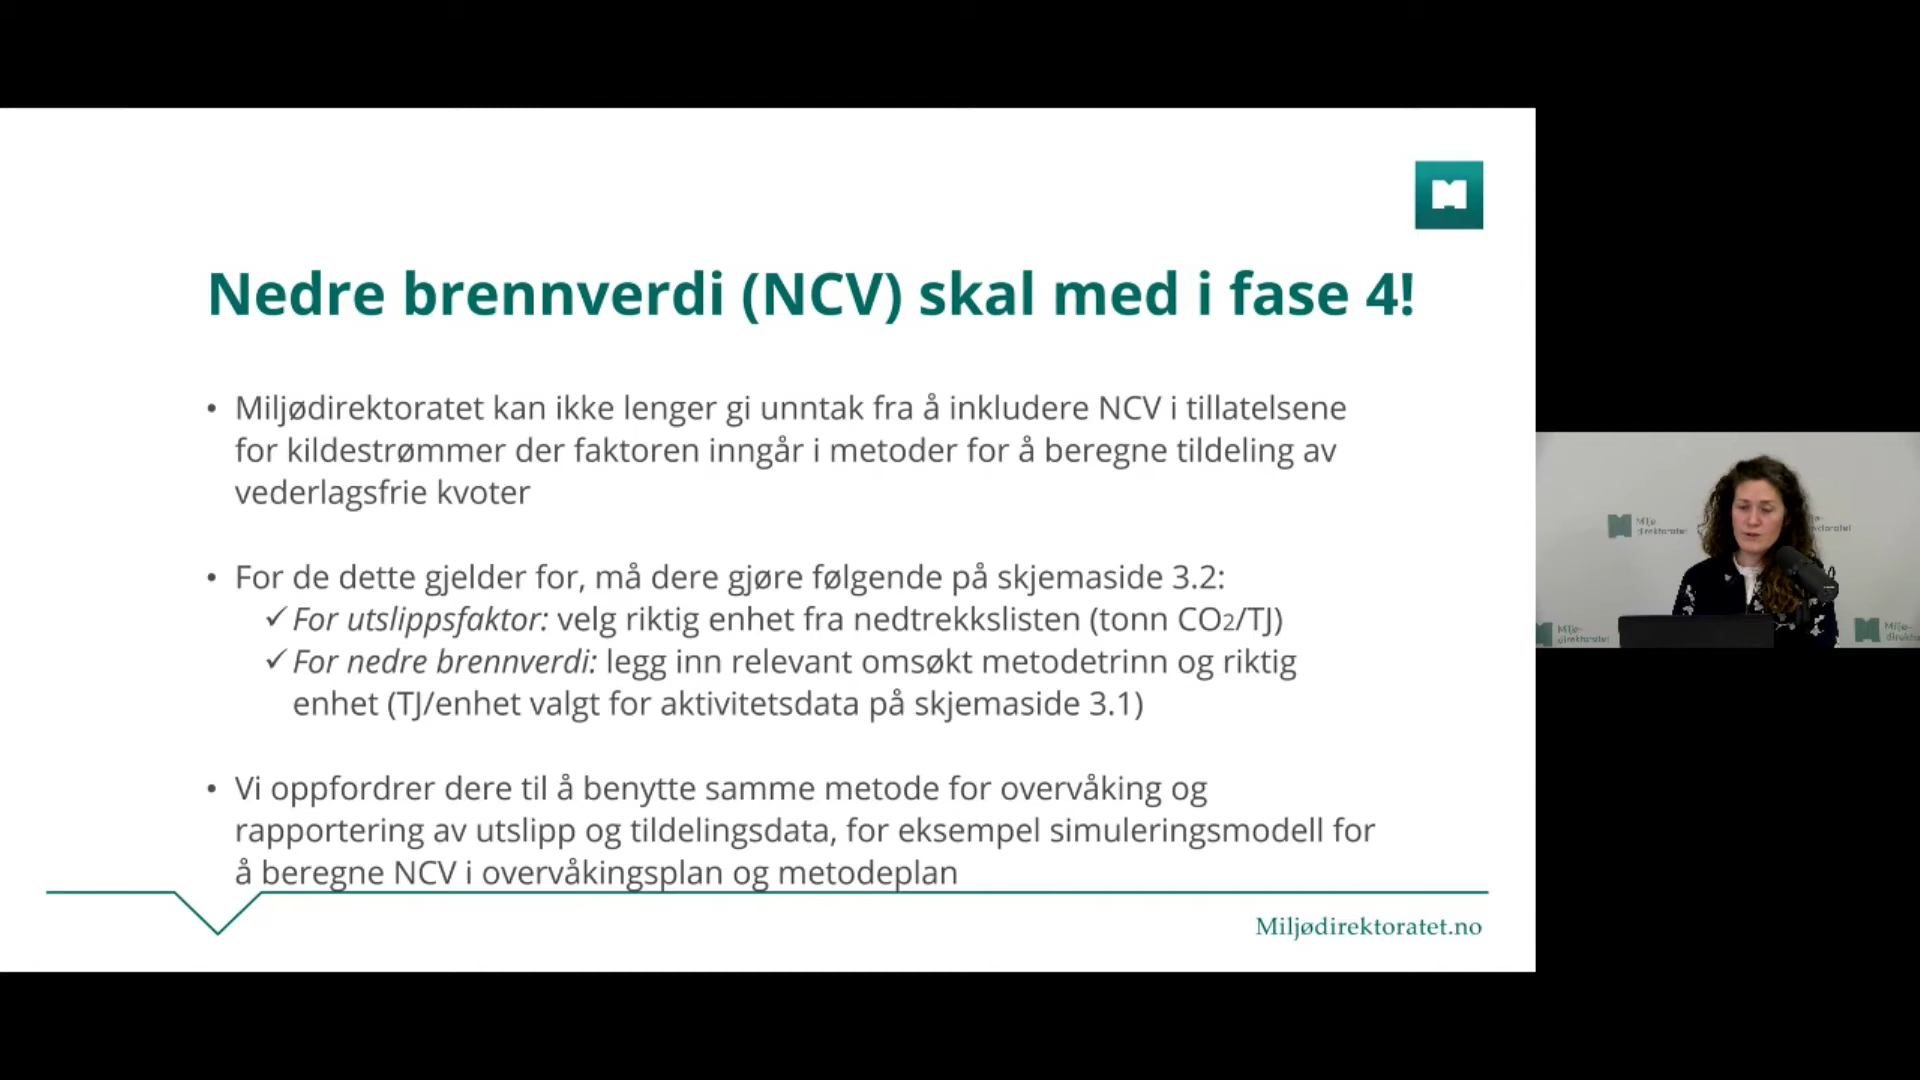 Nedre brennverdi (NCV) skal med i fase 4!
• Miljødirektoratet kan ikke lenger gi unntak fra å inkludere NCV i tillatelsene
for kildestrømmer der faktoren inngår i metoder for å beregne tildeling av
vederlagsfrie kvoter
• For de dette gjelder for, må dere gjøre følgende på skjemaside 3.2:
✓ For utslippsfaktor: velg riktig enhet fra nedtrekkslisten (tonn CO2/TJ)
✓ For nedre brennverdi: legg inn relevant omsøkt metodetrinn og riktig
enhet (TJ/enhet valgt for aktivitetsdata på skjemaside 3.1)
• Vi oppfordrer dere til å benytte samme metode for overvåking og
rapportering av utslipp og tildelingsdata, for eksempel simuleringsmodell for
å beregne NCV i overvåkingsplan og metodeplan
Miljødirektoratet.no
Miljø-
direktoratet
Miljø-
direktoratet
Miljø-